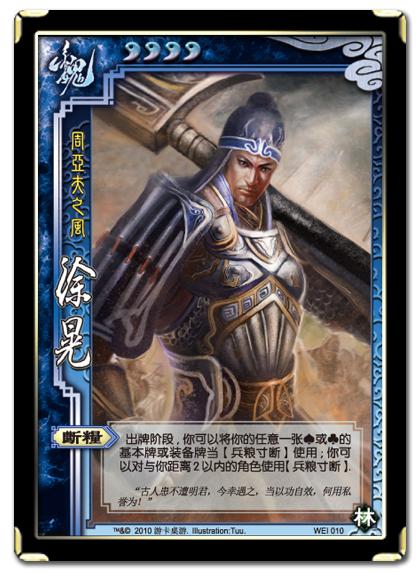 魏
周亞夫之風
徐晃
斷糧
出牌阶段，你可以将你的任意一张♠或♣的
基本牌或装备牌当【兵粮寸断】使用；你可
以对与你距离2以内的角色使用【兵粮寸断】.
“古人患不遭明君，今幸遇之，当以功自效，何用私
誉为！”
™&© 2010 游卡桌游. Illustration:Tuu.
WEI 010
林